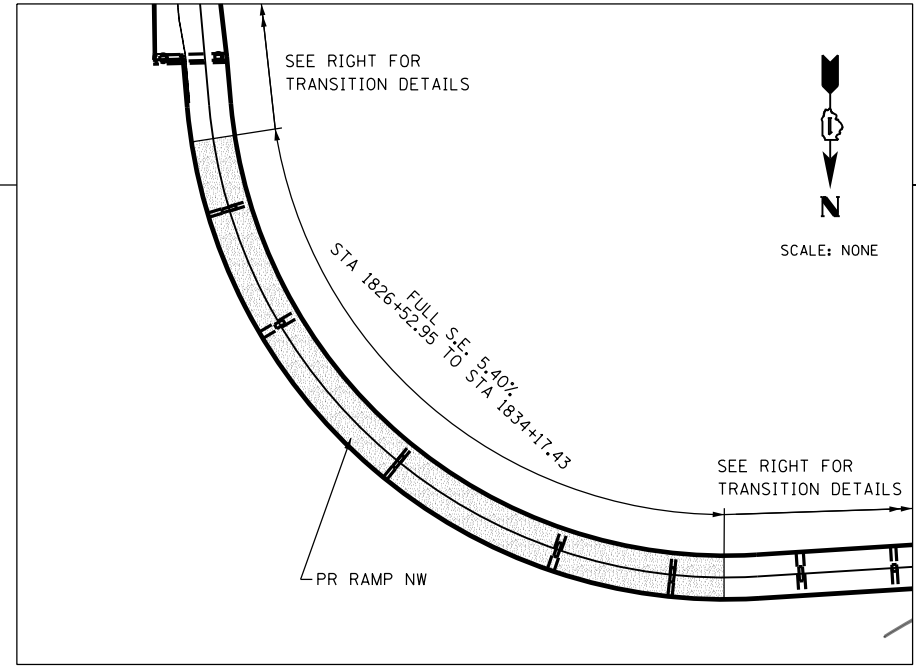 SEE RIGHT FOR
TRANSITION DETAILS
N
SCALE: NONE
FULL S.E. 5.40%
STA 1826+52.95 TO STA 1834+17.43
SEE RIGHT FOR
TRANSITION DETAILS
PR RAMP NW